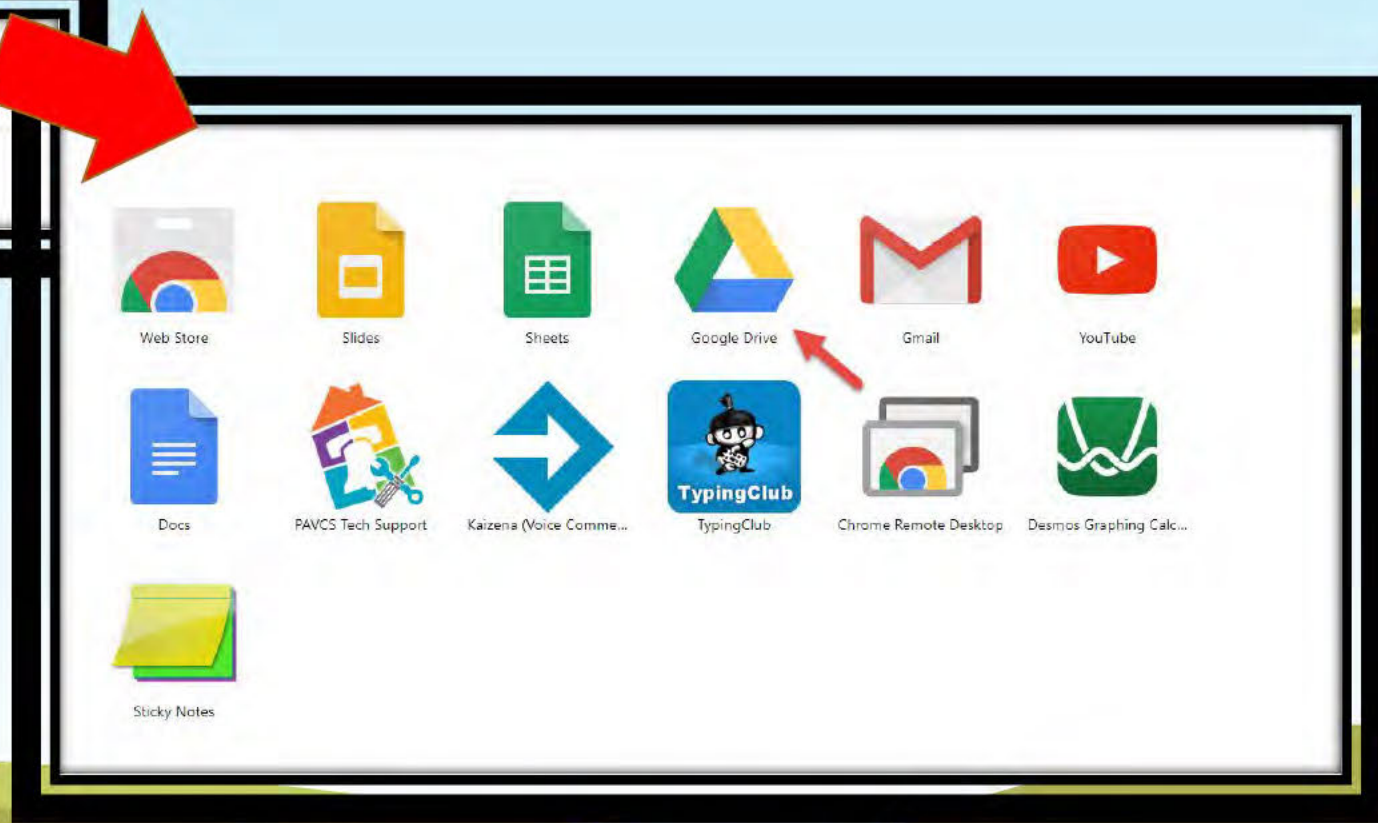 Web Store
Slides
Sheets
Google Drive
Gmail
YouTube
Docs
PAVCS Tech Support
Kaizena (Voice Comme...
TypingClub
TypingClub
Chrome Remote Desktop
Desmos Graphing Calc...
Sticky Notes